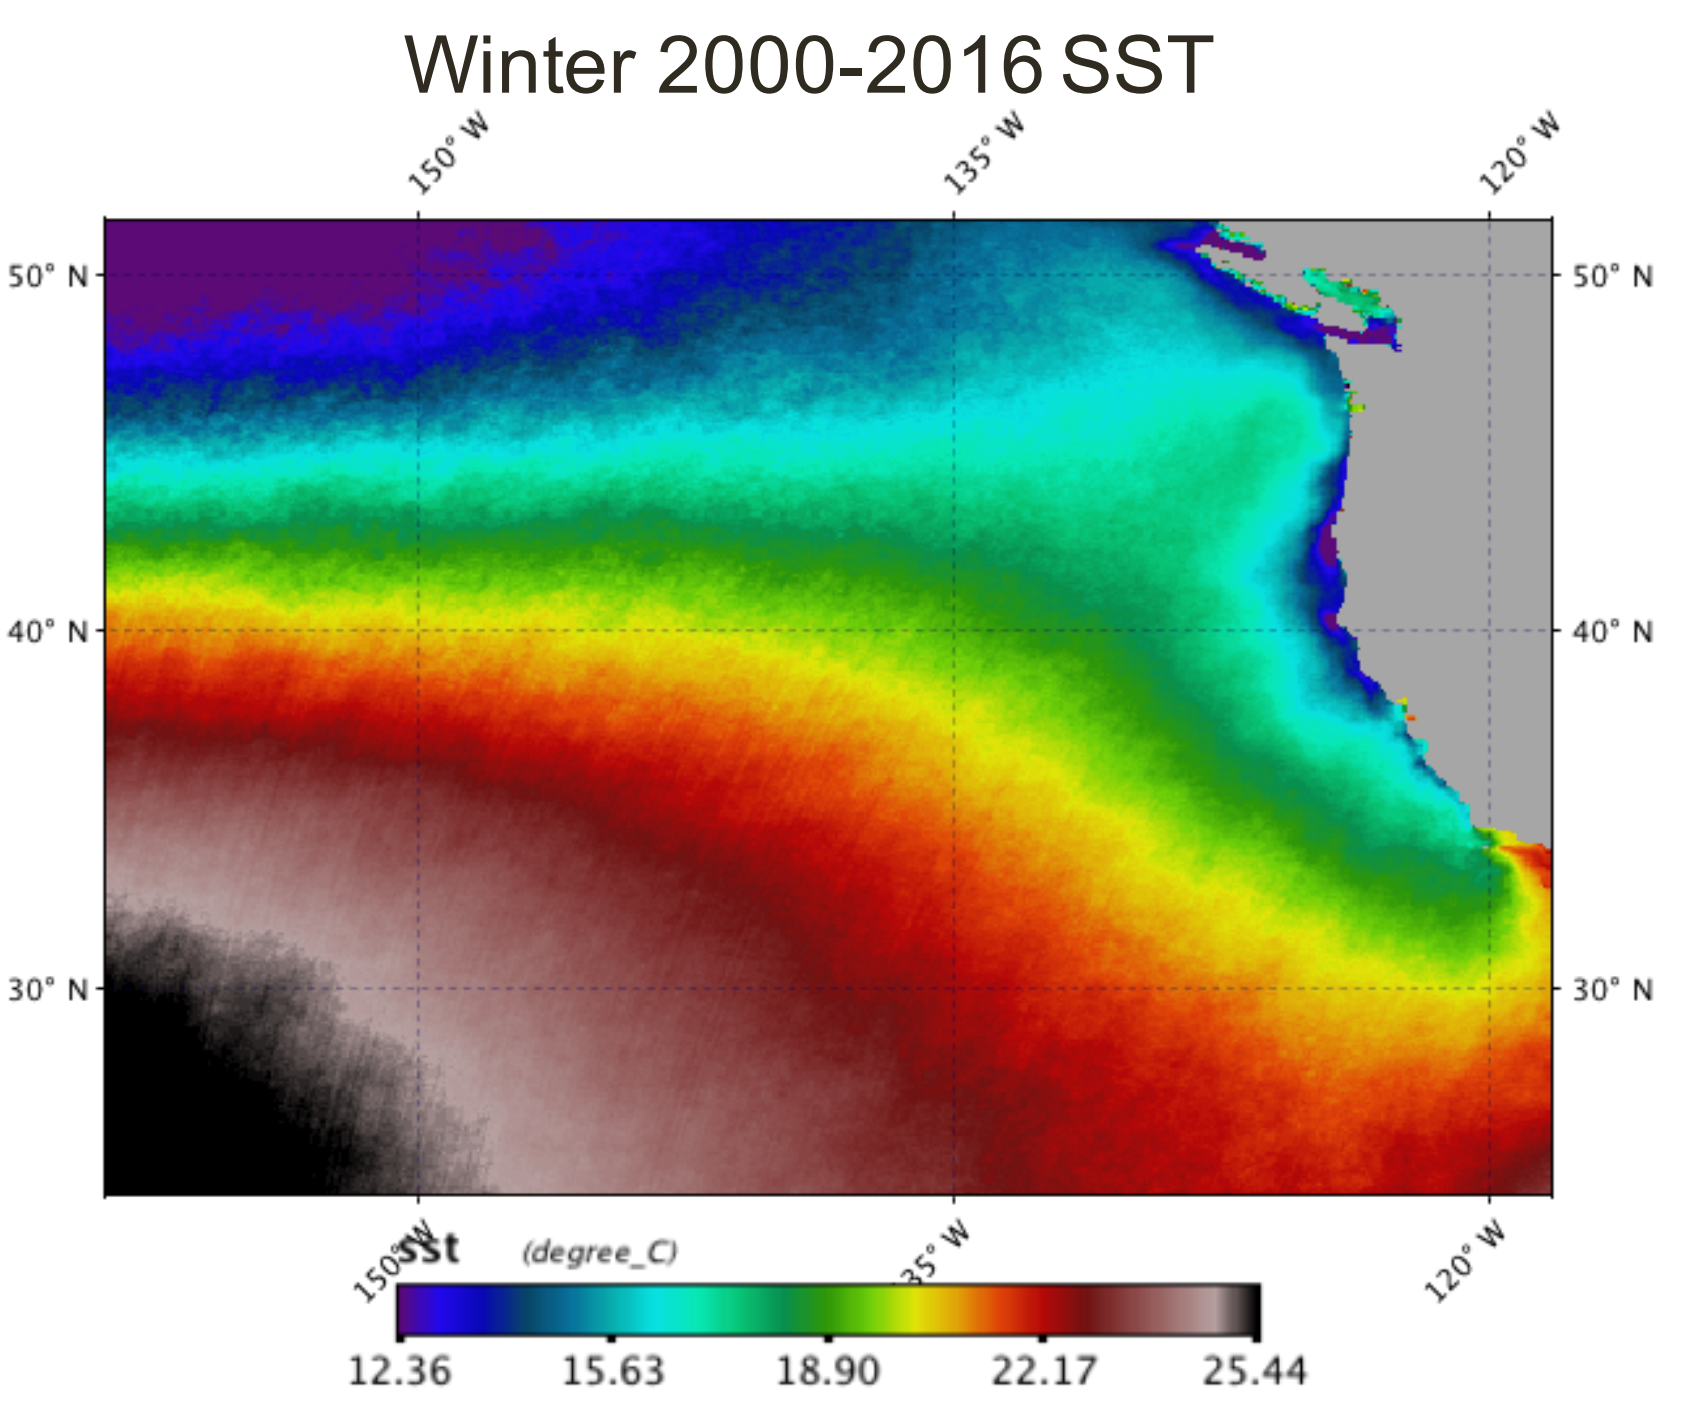 Winter 2000-2016 SST
150° W
135° W
120° W
50° N
50° N
40° N
40° N
30° N
30° N
150° W
35° W
120° W
sst (degree_C)
12.36 15.63 18.90 22.17 25.44